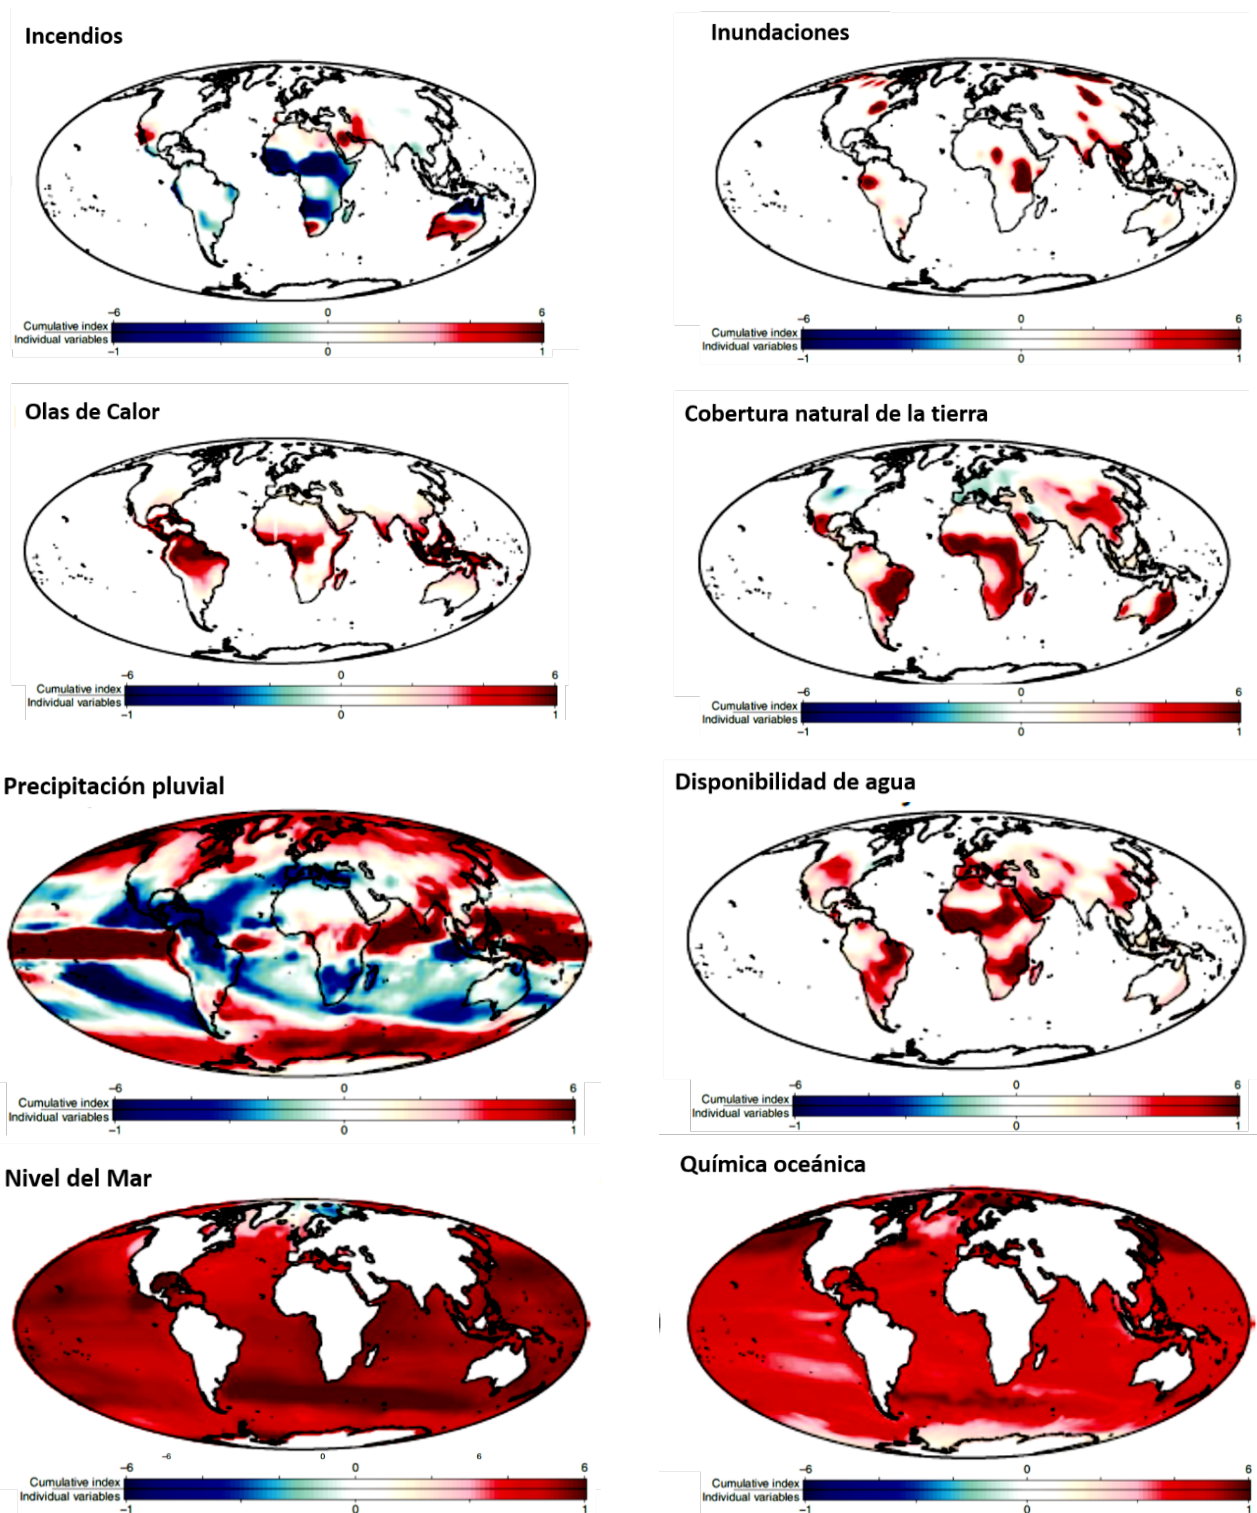 Incendios
−6 0 6
Cumulative index
Individual variables
−1 0 1
Inundaciones
−6 0 6
Cumulative index
Individual variables
−1 0 1
Olas de Calor
−6 0 6
Cumulative index
Individual variables
−1 0 1
Cobertura natural de la tierra
−6 0 6
Cumulative index
Individual variables
−1 0 1
Precipitación pluvial
−6 0 6
Cumulative index
Individual variables
−1 0 1
Disponibilidad de agua
−6 0 6
Cumulative index
Individual variables
−1 0 1
Nivel del Mar
−6 0 6
Cumulative index
Individual variables
−1 0 1
Química oceánica
−6 0 6
Cumulative index
Individual variables
−1 0 1